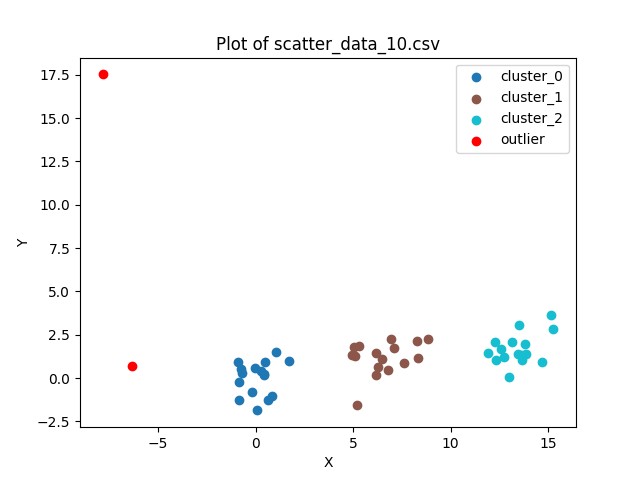 Plot of scatter_data_10.csv
17.5
15.0
12.5
10.0
7.5
5.0
2.5
0.0
−2.5
Y
cluster_0
cluster_1
cluster_2
outlier
−5 0 5 10 15
X